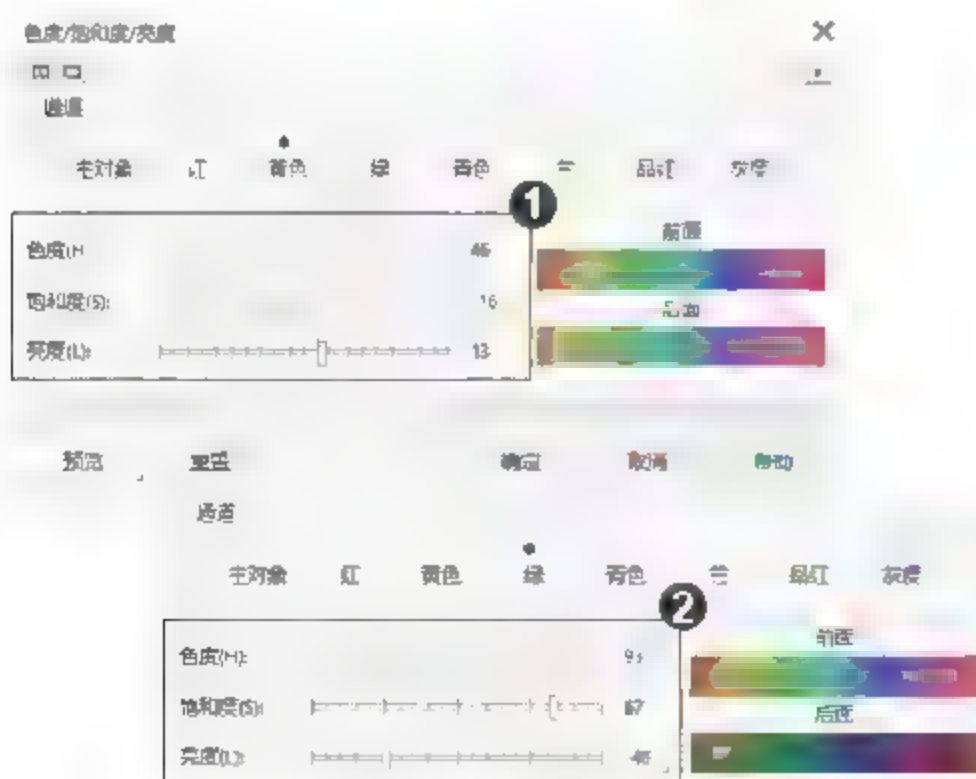 色度/饱和度/亮度
通道
主对象 红 黄色 绿 青色 品红 灰度
1
前面
色度(H
饱和度(S):
亮度(L): 13
后面
预览 重置 确定 取消 帮助
通道
主对象 红 黄色 绿 青色 兰 品红 灰度
2
前面
色度(H):
饱和度(S): 67
后面
亮度(L):